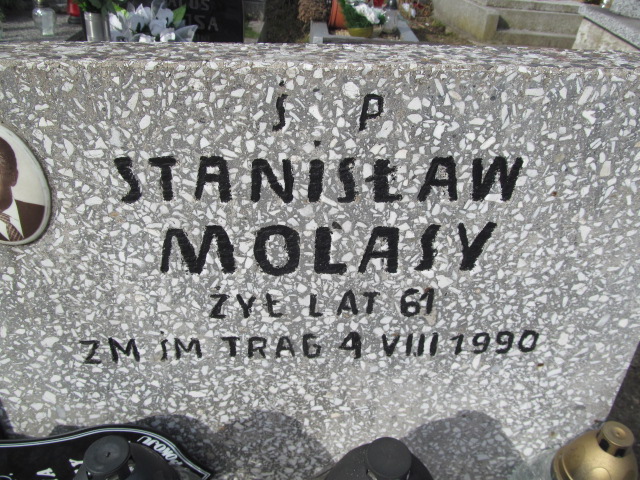 Ś P
STANISŁAW
MOLASY
ŻYŁ LAT 61
ZM ŚM TRAG 4 VIII 1990